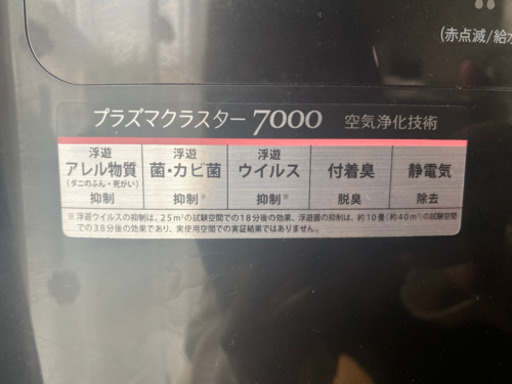 (赤点滅/給水
プラズマクラスター 7000 空気浄化技術
浮遊 浮遊 浮遊
アレル物質 菌・カビ菌 ウイルス 付着臭 静電気
(ダニのふん・死がい)
抑制 抑制※ 抑制※ 脱臭 除去
※浮遊ウイルスの抑制は、25m³の試験空間での18分後の効果、浮遊菌の抑制は、約10畳(約40m³)の試験空間
での38分後の効果であり、実使用空間での実証結果ではありません。